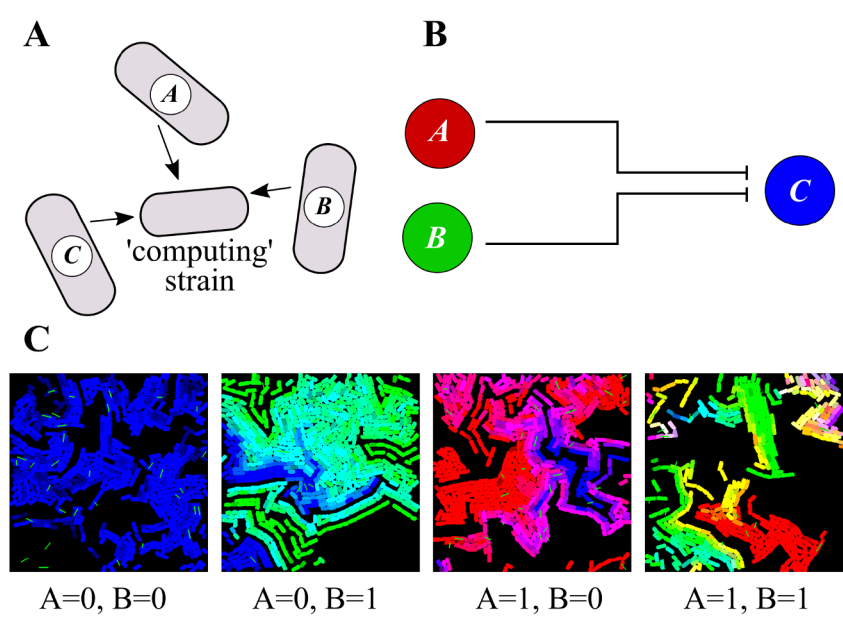 A
A
B
C
'computing'
strain
B
A
B
C
C
A=0, B=0
A=0, B=1
A=1, B=0
A=1, B=1